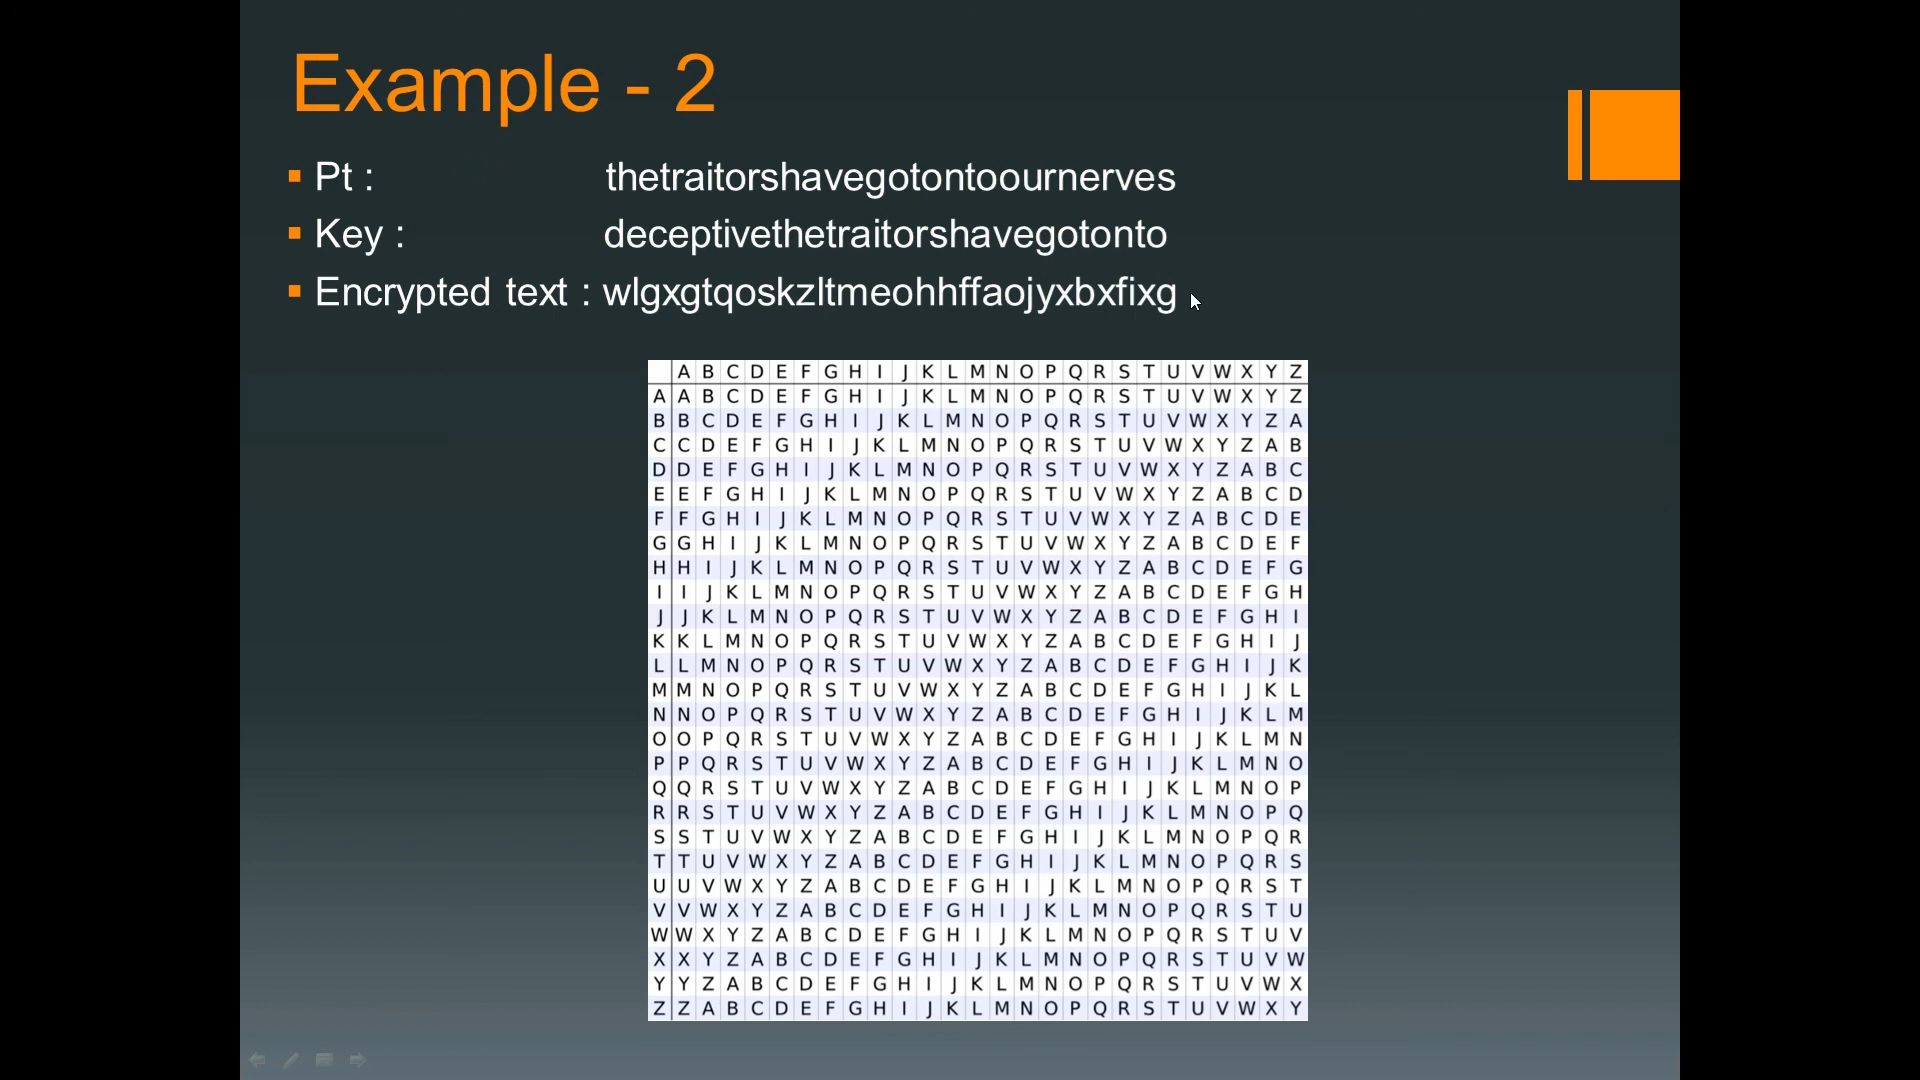 Example - 2
Pt : thetraitorshavegotontoournerves
Key : deceptivethetraitorshavegotonto
Encrypted text : wlgxgtqoskzltmeohhffaojyxbxfixg
A B C D E F G H I J K L M N O P Q R S T U V W X Y Z
A A B C D E F G H I J K L M N O P Q R S T U V W X Y Z
B B C D E F G H I J K L M N O P Q R S T U V W X Y Z A
C C D E F G H I J K L M N O P Q R S T U V W X Y Z A B
D D E F G H I J K L M N O P Q R S T U V W X Y Z A B C
E E F G H I J K L M N O P Q R S T U V W X Y Z A B C D
F F G H I J K L M N O P Q R S T U V W X Y Z A B C D E
G G H I J K L M N O P Q R S T U V W X Y Z A B C D E F
H H I J K L M N O P Q R S T U V W X Y Z A B C D E F G
I I J K L M N O P Q R S T U V W X Y Z A B C D E F G H
J J K L M N O P Q R S T U V W X Y Z A B C D E F G H I
K K L M N O P Q R S T U V W X Y Z A B C D E F G H I J
L L M N O P Q R S T U V W X Y Z A B C D E F G H I J K
M M N O P Q R S T U V W X Y Z A B C D E F G H I J K L
N N O P Q R S T U V W X Y Z A B C D E F G H I J K L M
O O P Q R S T U V W X Y Z A B C D E F G H I J K L M N
P P Q R S T U V W X Y Z A B C D E F G H I J K L M N O
Q Q R S T U V W X Y Z A B C D E F G H I J K L M N O P
R R S T U V W X Y Z A B C D E F G H I J K L M N O P Q
S S T U V W X Y Z A B C D E F G H I J K L M N O P Q R
T T U V W X Y Z A B C D E F G H I J K L M N O P Q R S
U U V W X Y Z A B C D E F G H I J K L M N O P Q R S T
V V W X Y Z A B C D E F G H I J K L M N O P Q R S T U
W W X Y Z A B C D E F G H I J K L M N O P Q R S T U V
X X Y Z A B C D E F G H I J K L M N O P Q R S T U V W
Y Y Z A B C D E F G H I J K L M N O P Q R S T U V W X
Z Z A B C D E F G H I J K L M N O P Q R S T U V W X Y